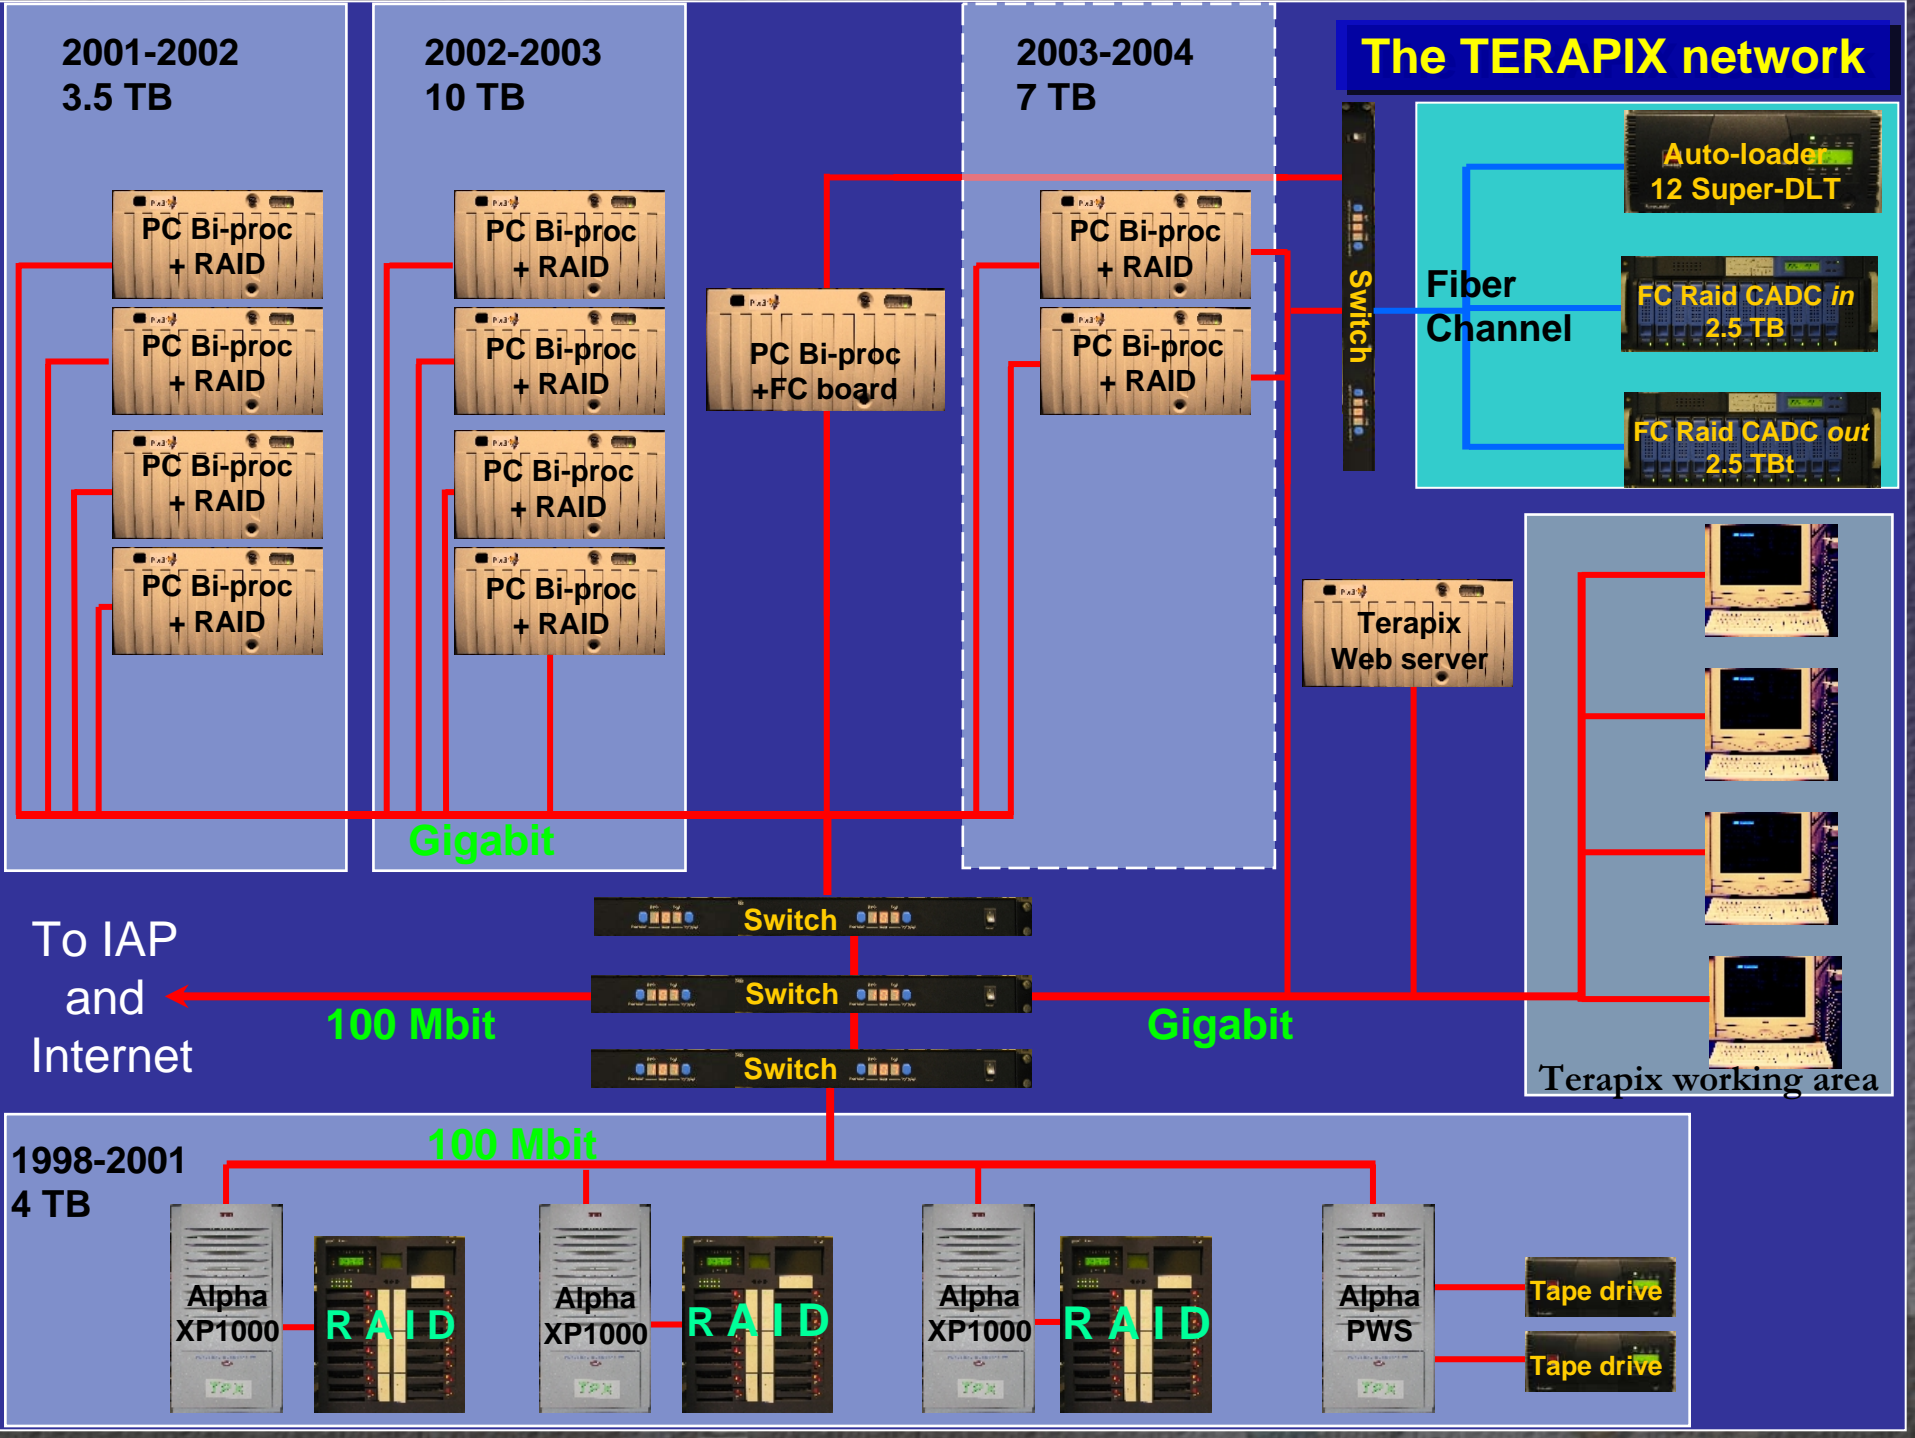 The TERAPIX network
2001-2002
3.5 TB
2002-2003
10 TB
2003-2004
7 TB
PC Bi-proc
+ RAID
PC Bi-proc
+ RAID
PC Bi-proc
+ RAID
PC Bi-proc
+ RAID
PC Bi-proc
+ RAID
PC Bi-proc
+ RAID
PC Bi-proc
+ RAID
PC Bi-proc
+ RAID
PC Bi-proc
+FC board
PC Bi-proc
+ RAID
PC Bi-proc
+ RAID
Switch
Fiber
Channel
Auto-loader
12 Super-DLT
FC Raid CADC in
2.5 TB
FC Raid CADC out
2.5 TBt
Terapix
Web server
Terapix working area
Gigabit
Switch
Switch
Switch
To IAP
and
Internet
100 Mbit
Gigabit
100 Mbit
1998-2001
4 TB
Alpha
XP1000
R A I D
Alpha
XP1000
R A I D
Alpha
XP1000
R A I D
Alpha
PWS
Tape drive
Tape drive